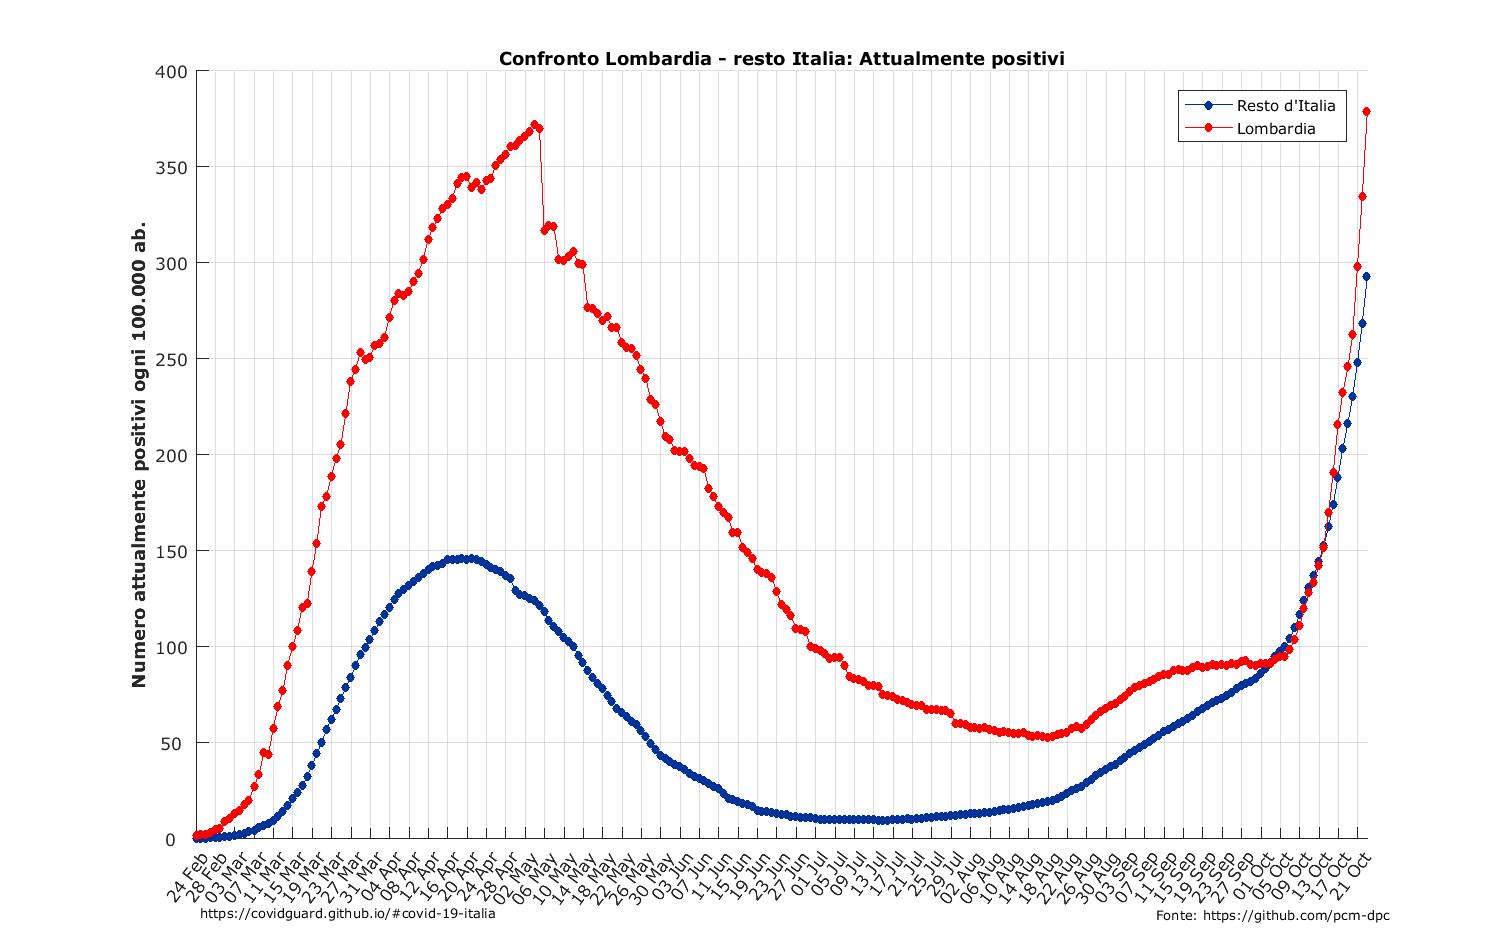 Confronto Lombardia - resto Italia: Attualmente positivi
Numero attualmente positivi ogni 100.000 ab.
400
350
300
250
200
150
100
50
0
Resto d'Italia
Lombardia
24 Feb
28 Feb
03 Mar
07 Mar
11 Mar
15 Mar
19 Mar
23 Mar
27 Mar
31 Mar
04 Apr
08 Apr
12 Apr
16 Apr
20 Apr
24 Apr
28 Apr
02 May
06 May
10 May
14 May
18 May
22 May
26 May
30 May
03 Jun
07 Jun
11 Jun
15 Jun
19 Jun
23 Jun
27 Jun
01 Jul
05 Jul
09 Jul
13 Jul
17 Jul
21 Jul
25 Jul
29 Jul
02 Aug
06 Aug
10 Aug
14 Aug
18 Aug
22 Aug
26 Aug
30 Aug
03 Sep
07 Sep
11 Sep
15 Sep
19 Sep
23 Sep
27 Sep
01 Oct
05 Oct
09 Oct
13 Oct
17 Oct
21 Oct
https://covidguard.github.io/#covid-19-italia
Fonte: https://github.com/pcm-dpc